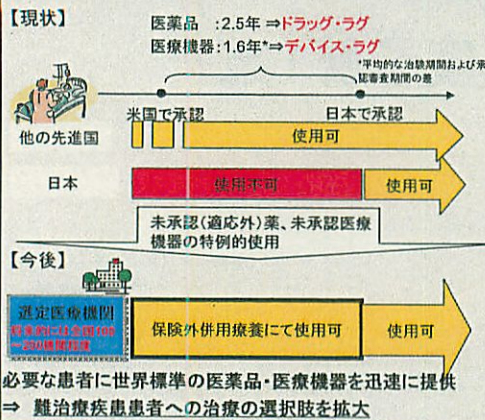 【現状】
医薬品 :2.5年⇒ドラッグ・ラグ
医療機器:1.6年*⇒デバイス・ラグ
*平均的な治験期間および承
認審査期間の差
米国で承認
日本で承認
他の先進国
使用可
日本
使用不可
使用可
未承認(適応外)薬、未承認医療
機器の特例的使用
【今後】
選定医療機関
保険外併用療養にて使用可
使用可
必要な患者に世界標準の医薬品・医療機器を迅速に提供
⇒ 難治療疾患患者への治療の選択肢を拡大